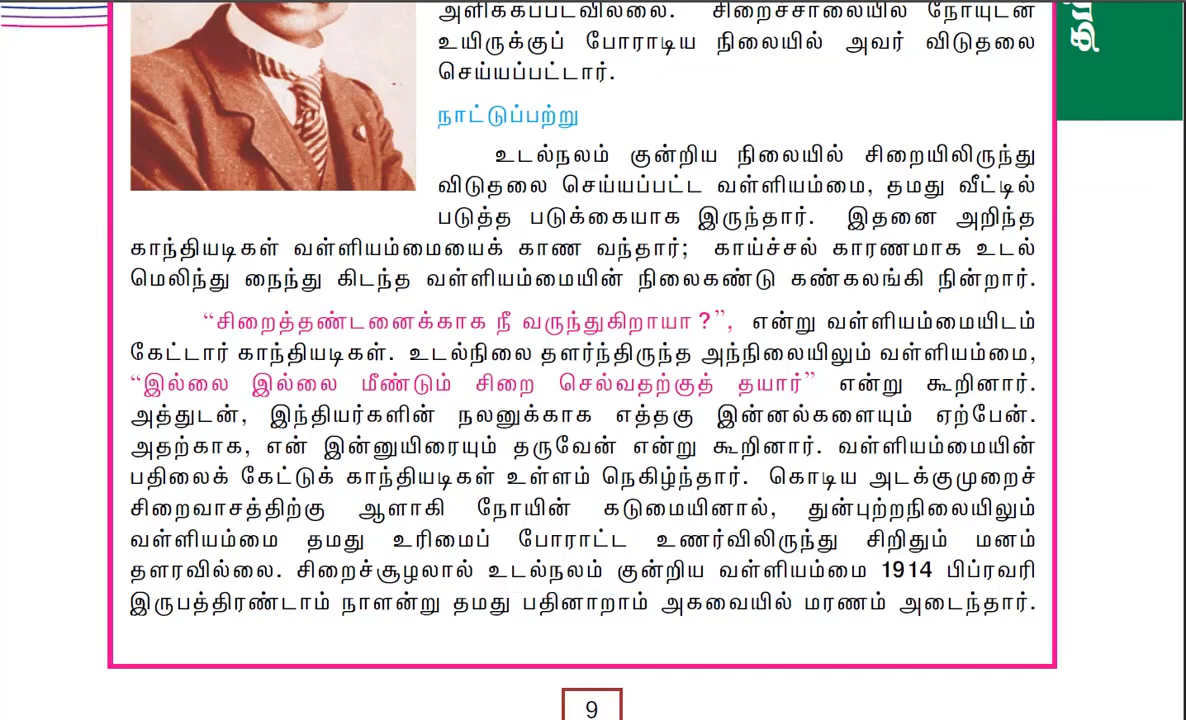 அளிக்கப்படவில்லை. சிறைச்சாலையில் நோயுடன்
உயிருக்குப் போராடிய நிலையில் அவர் விடுதலை
செய்யப்பட்டார்.
நாட்டுப்பற்று
உடல்நலம் குன்றிய நிலையில் சிறையிலிருந்து
விடுதலை செய்யப்பட்ட வள்ளியம்மை, தமது வீட்டில்
படுத்த படுக்கையாக இருந்தார். இதனை அறிந்த
காந்தியடிகள் வள்ளியம்மையைக் காண வந்தார்; காய்ச்சல் காரணமாக உடல்
மெலிந்து நைந்து கிடந்த வள்ளியம்மையின் நிலைகண்டு கண்கலங்கி நின்றார்.
“சிறைத்தண்டனைக்காக நீ வருந்துகிறாயா ?”, என்று வள்ளியம்மையிடம்
கேட்டார் காந்தியடிகள். உடல்நிலை தளர்ந்திருந்த அந்நிலையிலும் வள்ளியம்மை,
“இல்லை இல்லை மீண்டும் சிறை செல்வதற்குத் தயார்” என்று கூறினார்.
அத்துடன், இந்தியர்களின் நலனுக்காக எத்தகு இன்னல்களையும் ஏற்பேன்.
அதற்காக, என் இன்னுயிரையும் தருவேன் என்று கூறினார். வள்ளியம்மையின்
பதிலைக் கேட்டுக் காந்தியடிகள் உள்ளம் நெகிழ்ந்தார். கொடிய அடக்குமுறைச்
சிறைவாசத்திற்கு ஆளாகி நோயின் கடுமையினால், துன்புற்றநிலையிலும்
வள்ளியம்மை தமது உரிமைப் போராட்ட உணர்விலிருந்து சிறிதும் மனம்
தளரவில்லை. சிறைச்சூழலால் உடல்நலம் குன்றிய வள்ளியம்மை 1914 பிப்ரவரி
இருபத்திரண்டாம் நாளன்று தமது பதினாறாம் அகவையில் மரணம் அடைந்தார்.
9